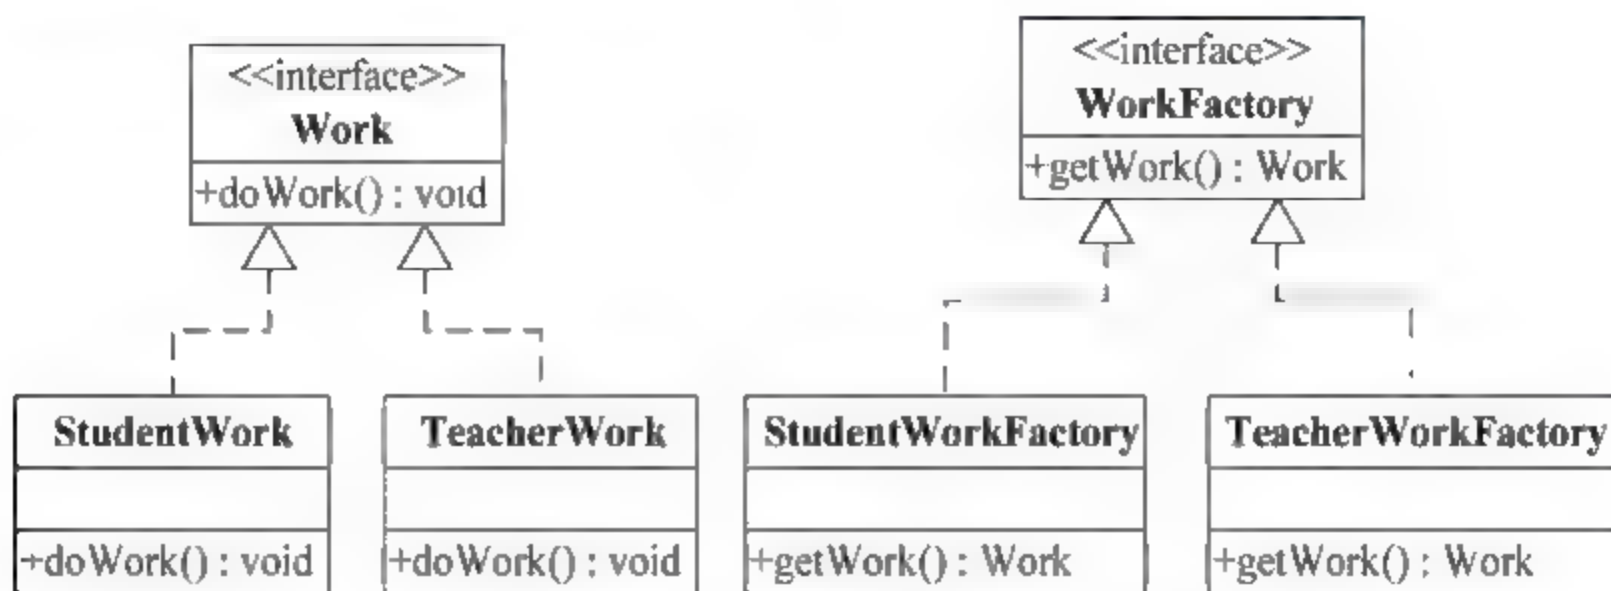 <<interface>>
Work
+doWork() : void
<<interface>>
WorkFactory
+getWork() : Work
StudentWork
+doWork() : void
TeacherWork
+doWork() : void
StudentWorkFactory
+getWork() : Work
TeacherWorkFactory
+getWork() : Work